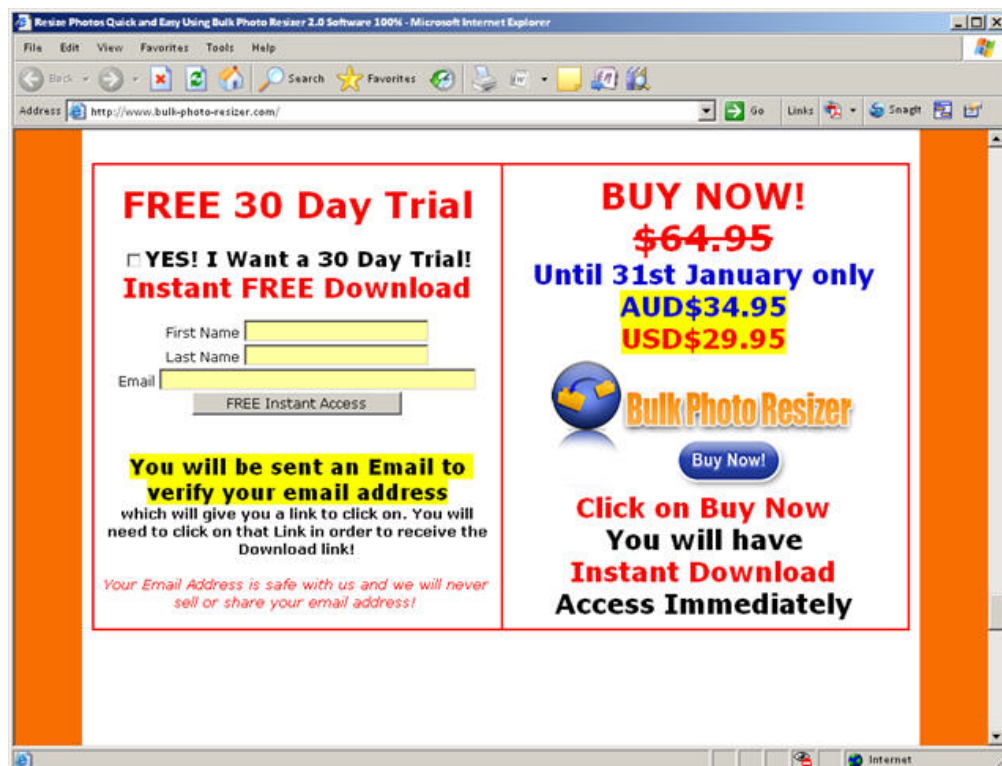 Resize Photos Quick and Easy Using Bulk Photo Resizer 2.0 Software 100% - Microsoft Internet Explorer
File Edit View Favorites Tools Help
Back Search Favorites
Address http://www.bulk-photo-resizer.com/ Go Links SnagIt
FREE 30 Day Trial
YES! I Want a 30 Day Trial!
Instant FREE Download
First Name
Last Name
Email
FREE Instant Access
You will be sent an Email to
verify your email address
which will give you a link to click on. You will
need to click on that Link in order to receive the
Download link!
Your Email Address is safe with us and we will never
sell or share your email address!
BUY NOW!
$64.95
Until 31st January only
AUD$34.95
USD$29.95
Bulk Photo Resizer
Buy Now!
Click on Buy Now
You will have
Instant Download
Access Immediately
Internet